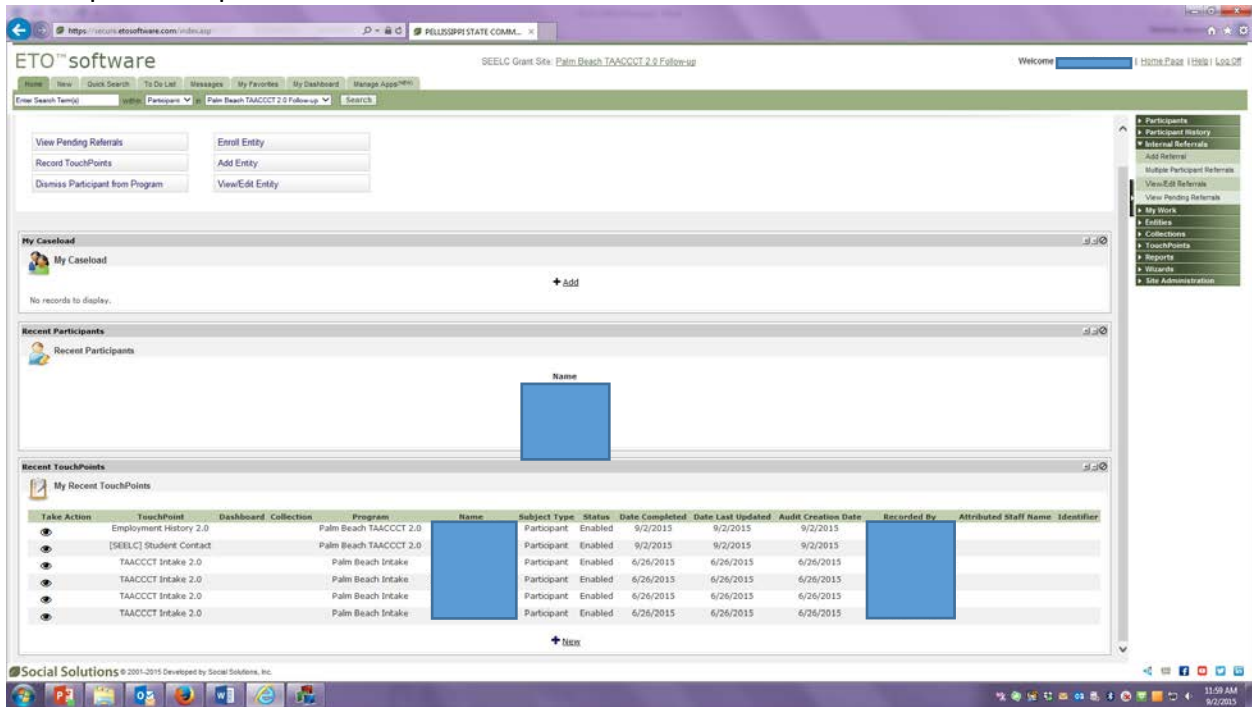 https://secure.etosoftware.com/index.asp
PELLISSIPPI STATE COMM...
ETO™software
SEELC Grant Site: Palm Beach TAACCCT 2.0 Follow-up
Welcome | Home Page | Help | Log Off
Home New Quick Search To Do List Messages My Favorites My Dashboard Manage Apps
Enter Search Term(s) within Participant in Palm Beach TAACCCT 2.0 Follow-up Search
View Pending Referrals Enroll Entity
Record TouchPoints Add Entity
Dismiss Participant from Program View/Edit Entity
Participants
Participant History
Internal Referrals
Add Referral
Multiple Participant Referrals
View/Edit Referrals
View Pending Referrals
My Work
Entities
Collections
TouchPoints
Reports
Wizards
Site Administration
My Caseload
My Caseload
Add
No records to display.
Recent Participants
Recent Participants
Name
Recent TouchPoints
My Recent TouchPoints
Take Action TouchPoint Dashboard Collection Program Name Subject Type Status Date Completed Date Last Updated Audit Creation Date Recorded By Attributed Staff Name Identifier
Employment History 2.0 Palm Beach TAACCCT 2.0 Participant Enabled 9/2/2015 9/2/2015 9/2/2015
[SEELC] Student Contact Palm Beach TAACCCT 2.0 Participant Enabled 9/2/2015 9/2/2015 9/2/2015
TAACCCT Intake 2.0 Palm Beach Intake Participant Enabled 6/26/2015 6/26/2015 6/26/2015
TAACCCT Intake 2.0 Palm Beach Intake Participant Enabled 6/26/2015 6/26/2015 6/26/2015
TAACCCT Intake 2.0 Palm Beach Intake Participant Enabled 6/26/2015 6/26/2015 6/26/2015
TAACCCT Intake 2.0 Palm Beach Intake Participant Enabled 6/26/2015 6/26/2015 6/26/2015
New
Social Solutions © 2001-2015 Developed by Social Solutions, Inc.
11:59 AM
9/2/2015